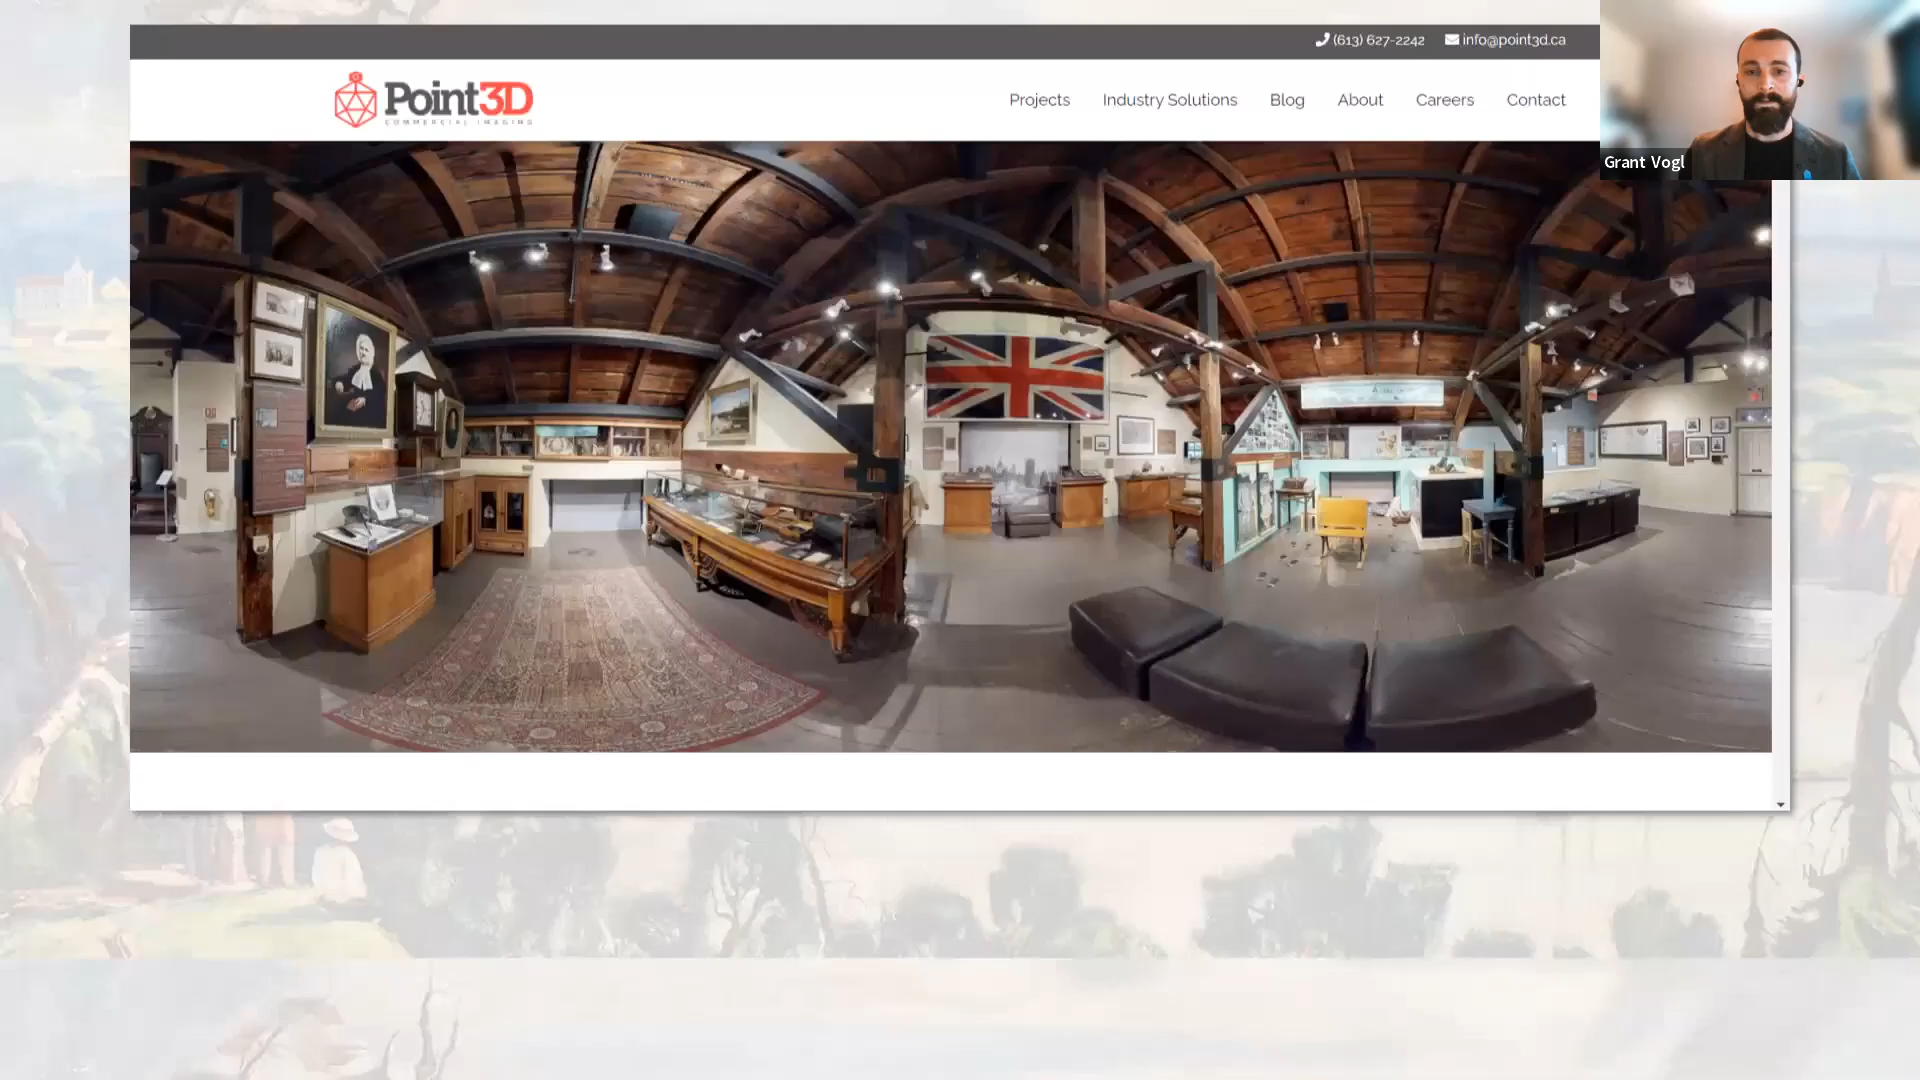 (613) 627-2242 info@point3d.ca
Point3D
COMMERCIAL IMAGING
Projects Industry Solutions Blog About Careers Contact
Grant Vogl